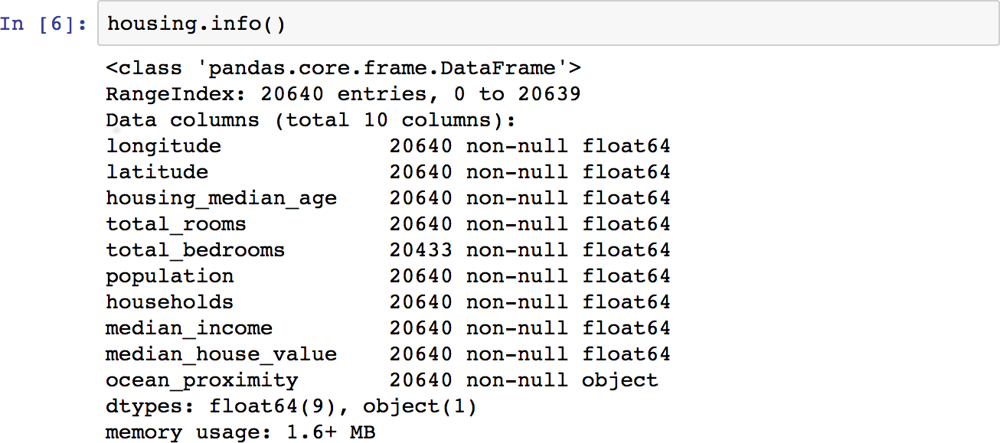 In [6]: housing.info()
<class 'pandas.core.frame.DataFrame'>
RangeIndex: 20640 entries, 0 to 20639
Data columns (total 10 columns):
longitude             20640 non-null float64
latitude              20640 non-null float64
housing_median_age    20640 non-null float64
total_rooms           20640 non-null float64
total_bedrooms        20433 non-null float64
population            20640 non-null float64
households            20640 non-null float64
median_income         20640 non-null float64
median_house_value    20640 non-null float64
ocean_proximity       20640 non-null object
dtypes: float64(9), object(1)
memory usage: 1.6+ MB